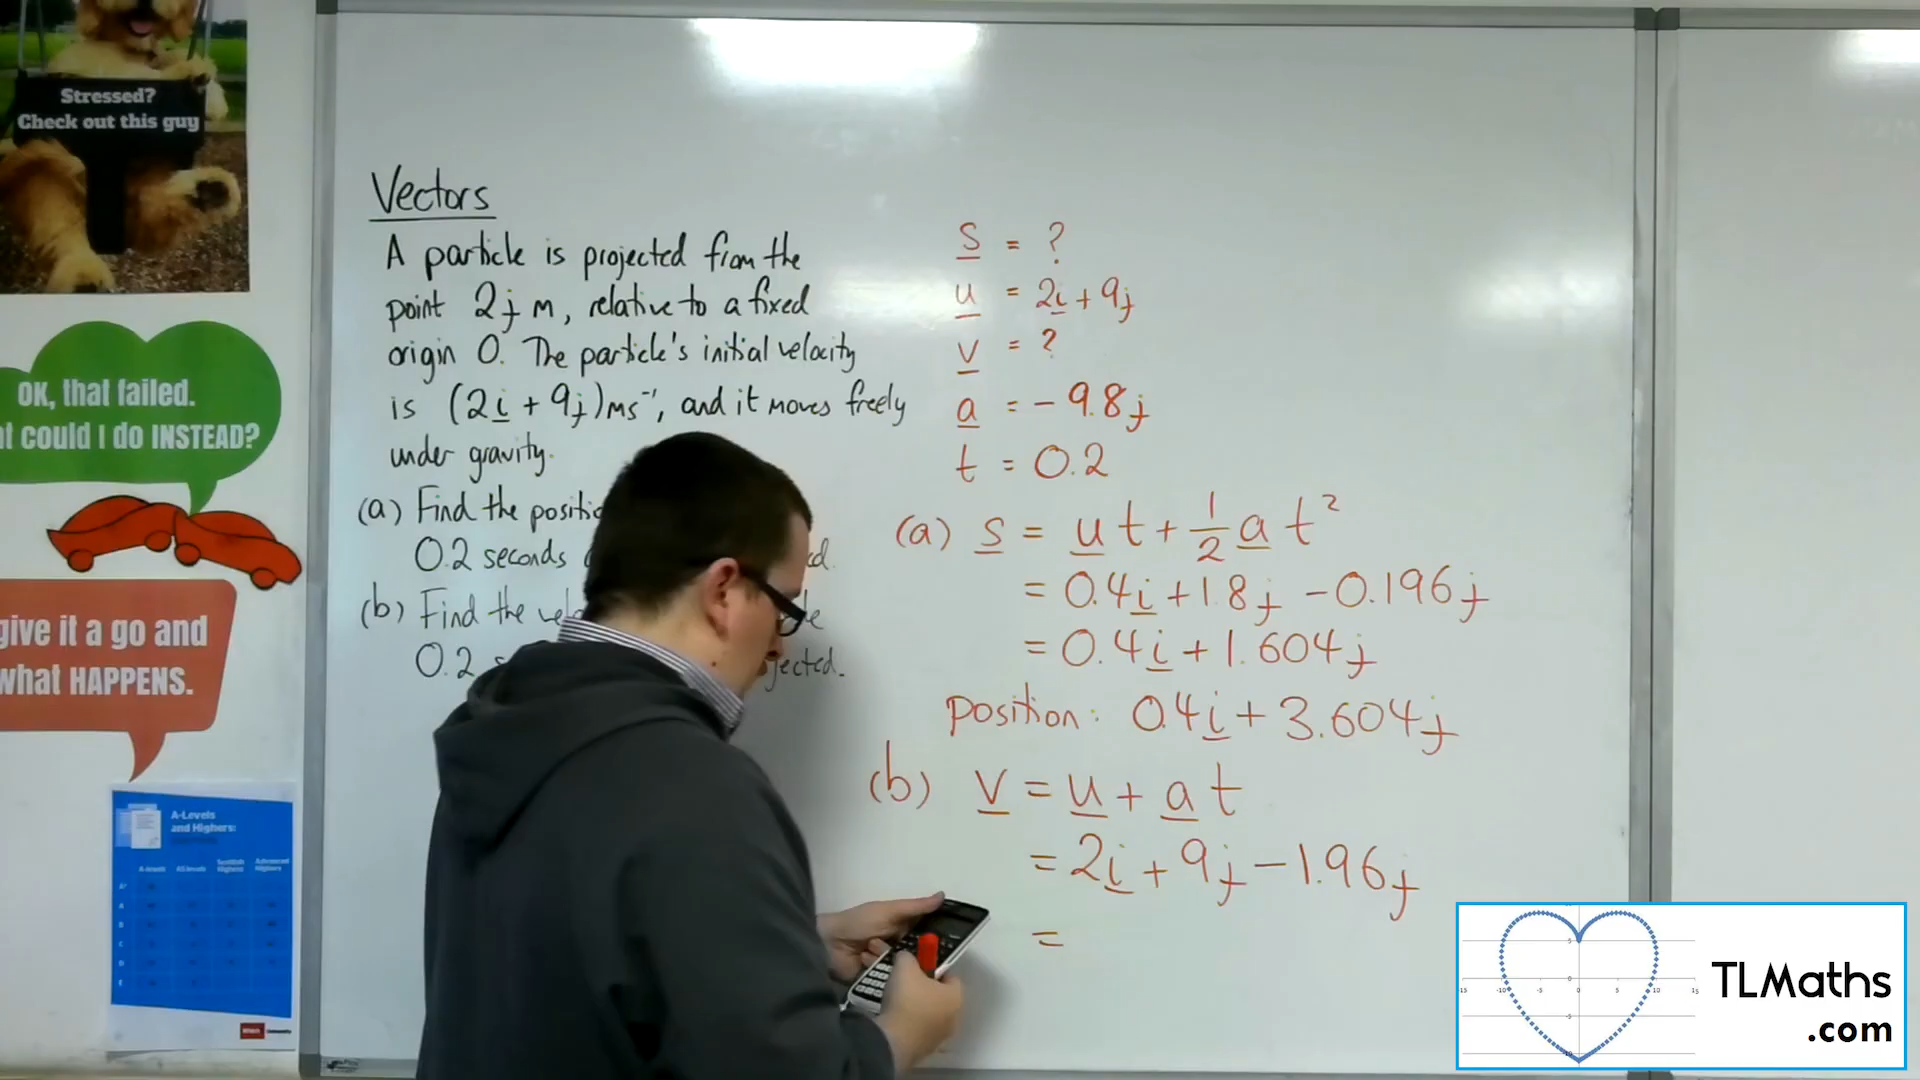 Stressed?
Check out this guy
OK, that failed.
t could I do INSTEAD?
give it a go and
what HAPPENS.
A-Levels
and Highers:
Vectors
A particle is projected from the
point 2j m, relative to a fixed
origin O. The particle's initial velocity
is (2i + 9j)ms⁻¹, and it moves freely
under gravity.
(a) Find the positio
0.2 seconds
(b) Find the
0.2
s = ?
u = 2i + 9j
v = ?
a = -9.8j
t = 0.2
(a) s = ut + 1/2 at²
= 0.4i + 1.8j - 0.196j
= 0.4i + 1.604j
position: 0.4i + 3.604j
(b) v = u + at
= 2i + 9j - 1.96j
=
TLMaths
.com